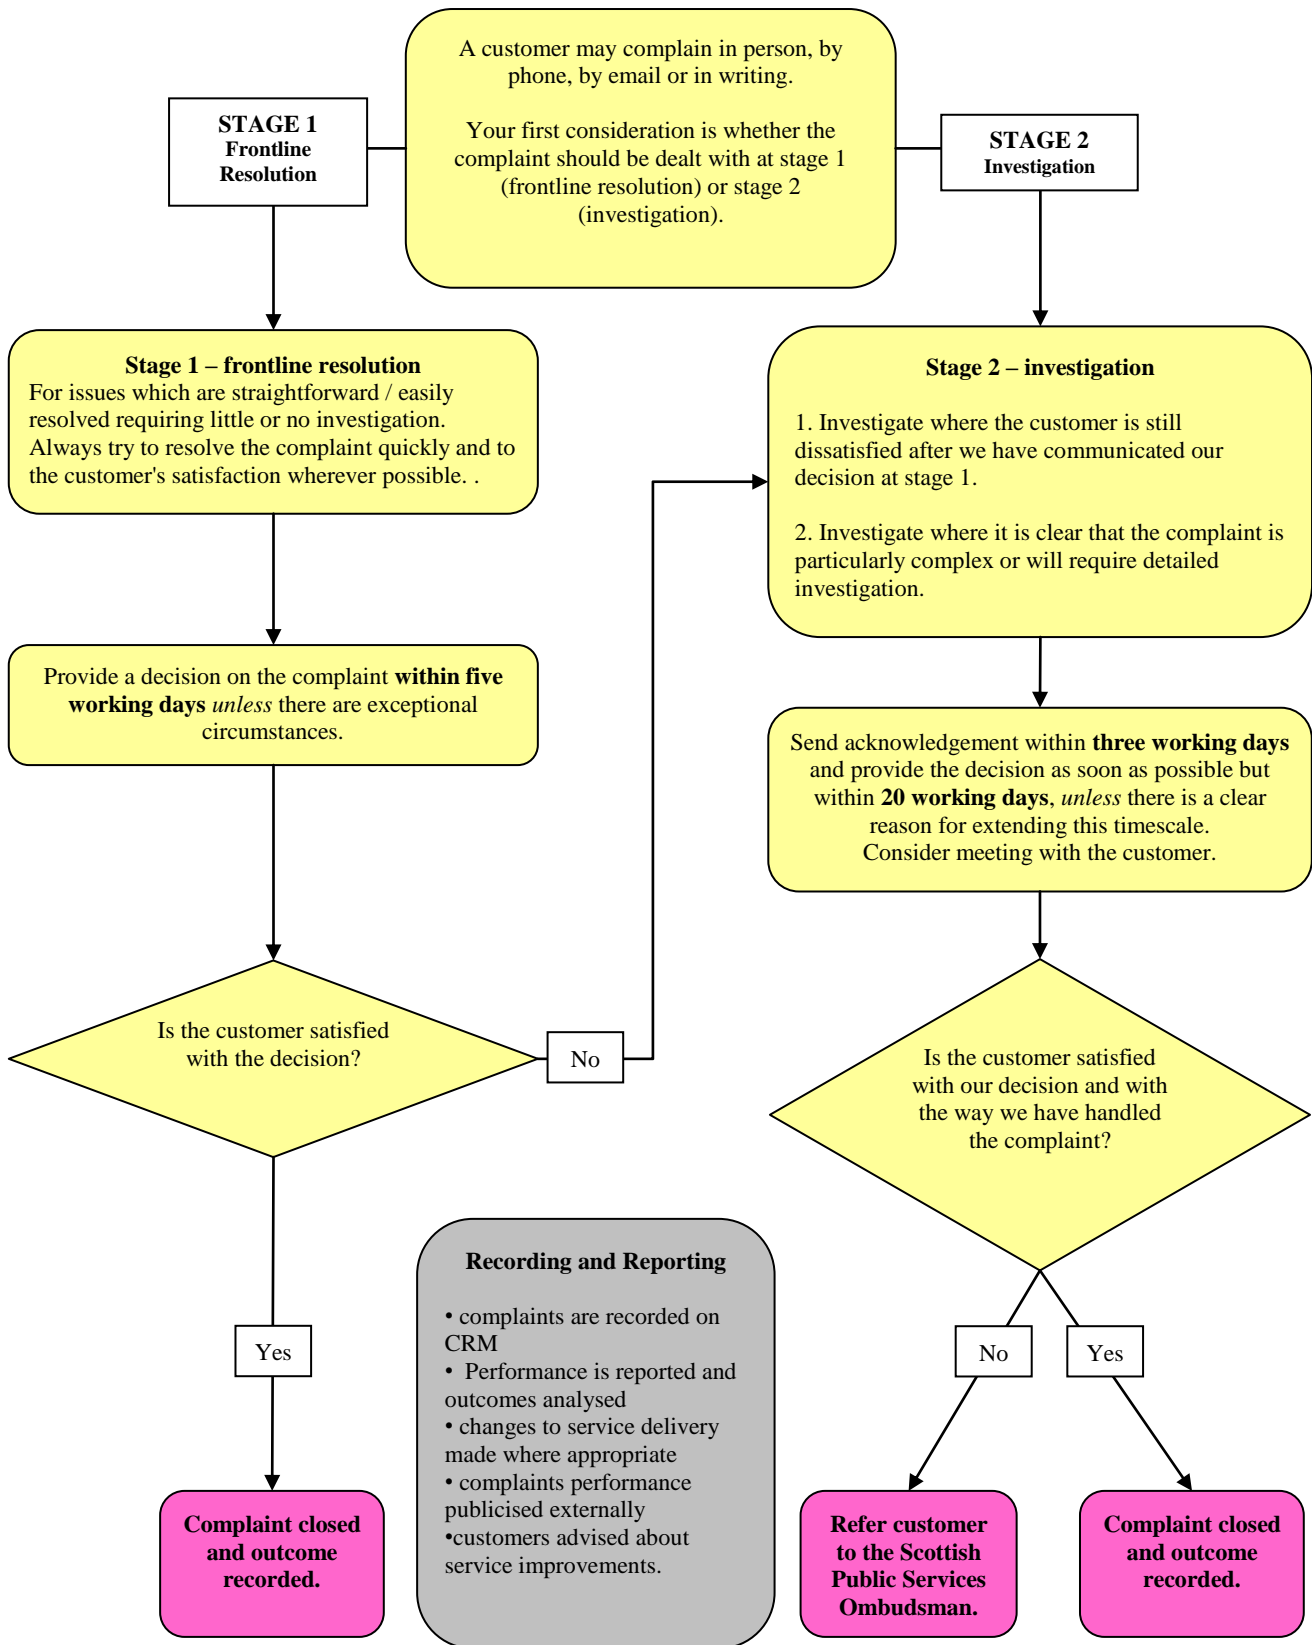 A customer may complain in person, by
phone, by email or in writing.
Your first consideration is whether the
complaint should be dealt with at stage 1
(frontline resolution) or stage 2
(investigation).
STAGE 1
Frontline
Resolution
STAGE 2
Investigation
Stage 1 – frontline resolution
For issues which are straightforward / easily
resolved requiring little or no investigation.
Always try to resolve the complaint quickly and to
the customer's satisfaction wherever possible. .
Provide a decision on the complaint within five
working days unless there are exceptional
circumstances.
Is the customer satisfied
with the decision?
No
Yes
Complaint closed
and outcome
recorded.
Stage 2 – investigation
1. Investigate where the customer is still
dissatisfied after we have communicated our
decision at stage 1.
2. Investigate where it is clear that the complaint is
particularly complex or will require detailed
investigation.
Send acknowledgement within three working days
and provide the decision as soon as possible but
within 20 working days, unless there is a clear
reason for extending this timescale.
Consider meeting with the customer.
Is the customer satisfied
with our decision and with
the way we have handled
the complaint?
No
Yes
Refer customer
to the Scottish
Public Services
Ombudsman.
Complaint closed
and outcome
recorded.
Recording and Reporting
• complaints are recorded on
CRM
• Performance is reported and
outcomes analysed
• changes to service delivery
made where appropriate
• complaints performance
publicised externally
•customers advised about
service improvements.